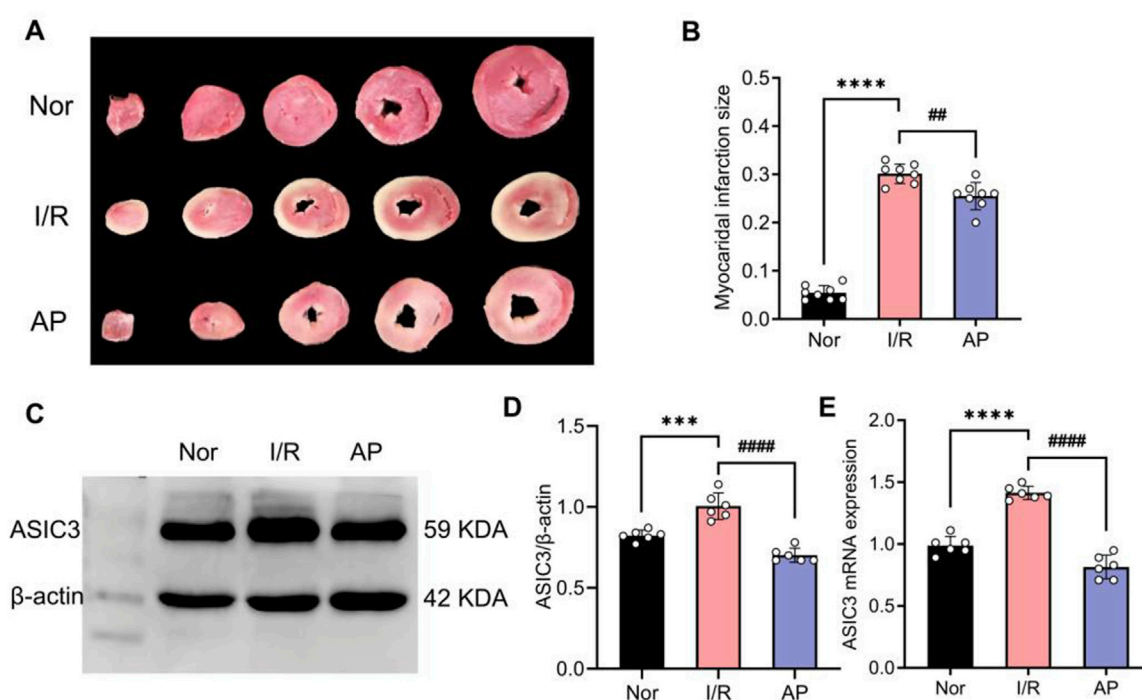 A
Nor
I/R
AP
B
Myocaridal infarction size
0.5
0.4
0.3
0.2
0.1
0.0
****
##
Nor I/R AP
C
Nor I/R AP
ASIC3 59 KDA
β-actin 42 KDA
D
ASIC3/β-actin
1.5
1.0
0.5
0.0
***
####
Nor I/R AP
E
ASIC3 mRNA expression
2.0
1.5
1.0
0.5
0.0
****
####
Nor I/R AP